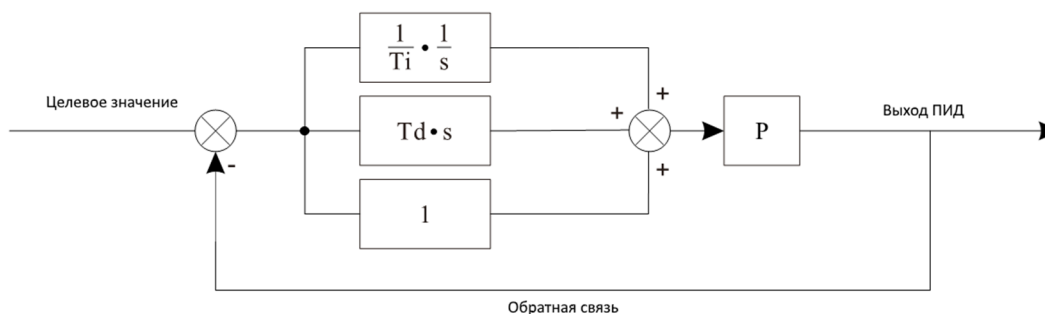 1/Ti • 1/s
+
Целевое значение
+
Td•s
P
Выход ПИД
-
+
1
Обратная связь